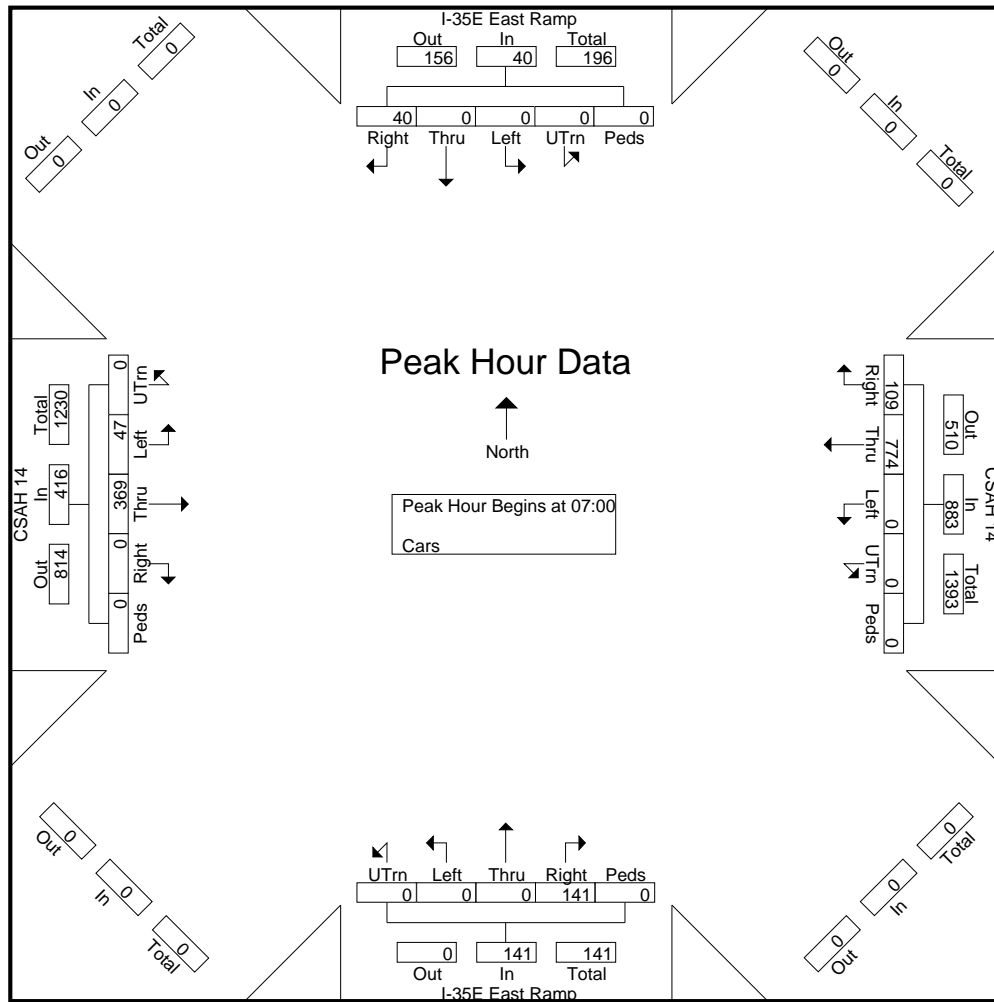 I-35E East Ramp
Out In Total
156 40 196
40 0 0 0 0
Right Thru Left UTrn Peds
Total
0
In
0
Out
0
Out
0
In
0
Total
0
Peak Hour Data
North
Peak Hour Begins at 07:00
Cars
CSAH 14
Total
1230
In
416
Out
814
0
UTrn
47
Left
369
Thru
0
Right
0
Peds
Right
109
Thru
774
Left
0
UTrn
0
Peds
0
Out
510
In
883
Total
1393
CSAH 14
0
Out
0
In
0
Total
0
Total
0
In
0
Out
UTrn Left Thru Right Peds
0 0 0 141 0
0 141 141
Out In Total
I-35E East Ramp